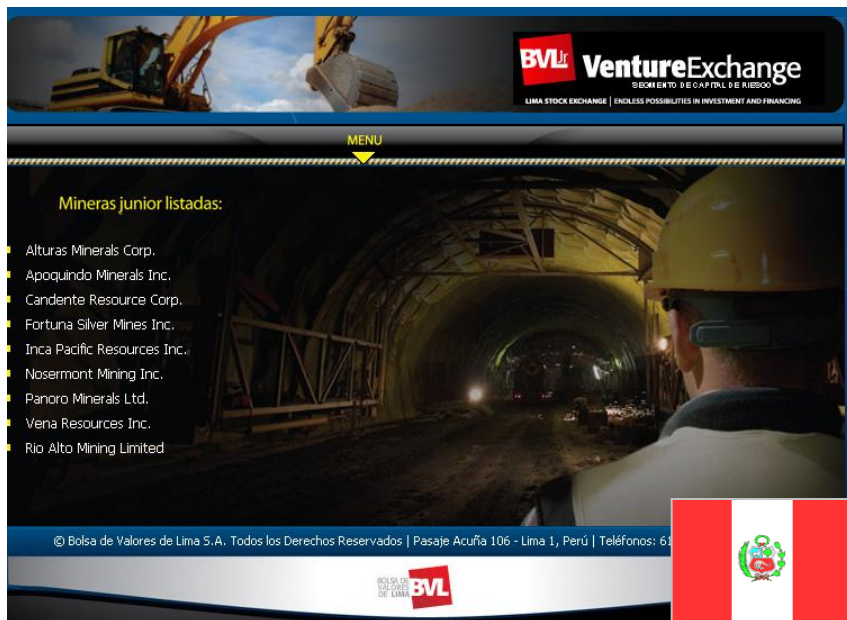 BVLJr VentureExchange
SEGMENTO DE CAPITAL DE RIESGO
LIMA STOCK EXCHANGE | ENDLESS POSSIBILITIES IN INVESTMENT AND FINANCING
MENU
Mineras junior listadas:
Alturas Minerals Corp.
Apoquindo Minerals Inc.
Candente Resource Corp.
Fortuna Silver Mines Inc.
Inca Pacific Resources Inc.
Nosermont Mining Inc.
Panoro Minerals Ltd.
Vena Resources Inc.
Rio Alto Mining Limited
© Bolsa de Valores de Lima S.A. Todos los Derechos Reservados | Pasaje Acuña 106 - Lima 1, Perú | Teléfonos: 61
BOLSA DE
VALORES
DE LIMA
BVL